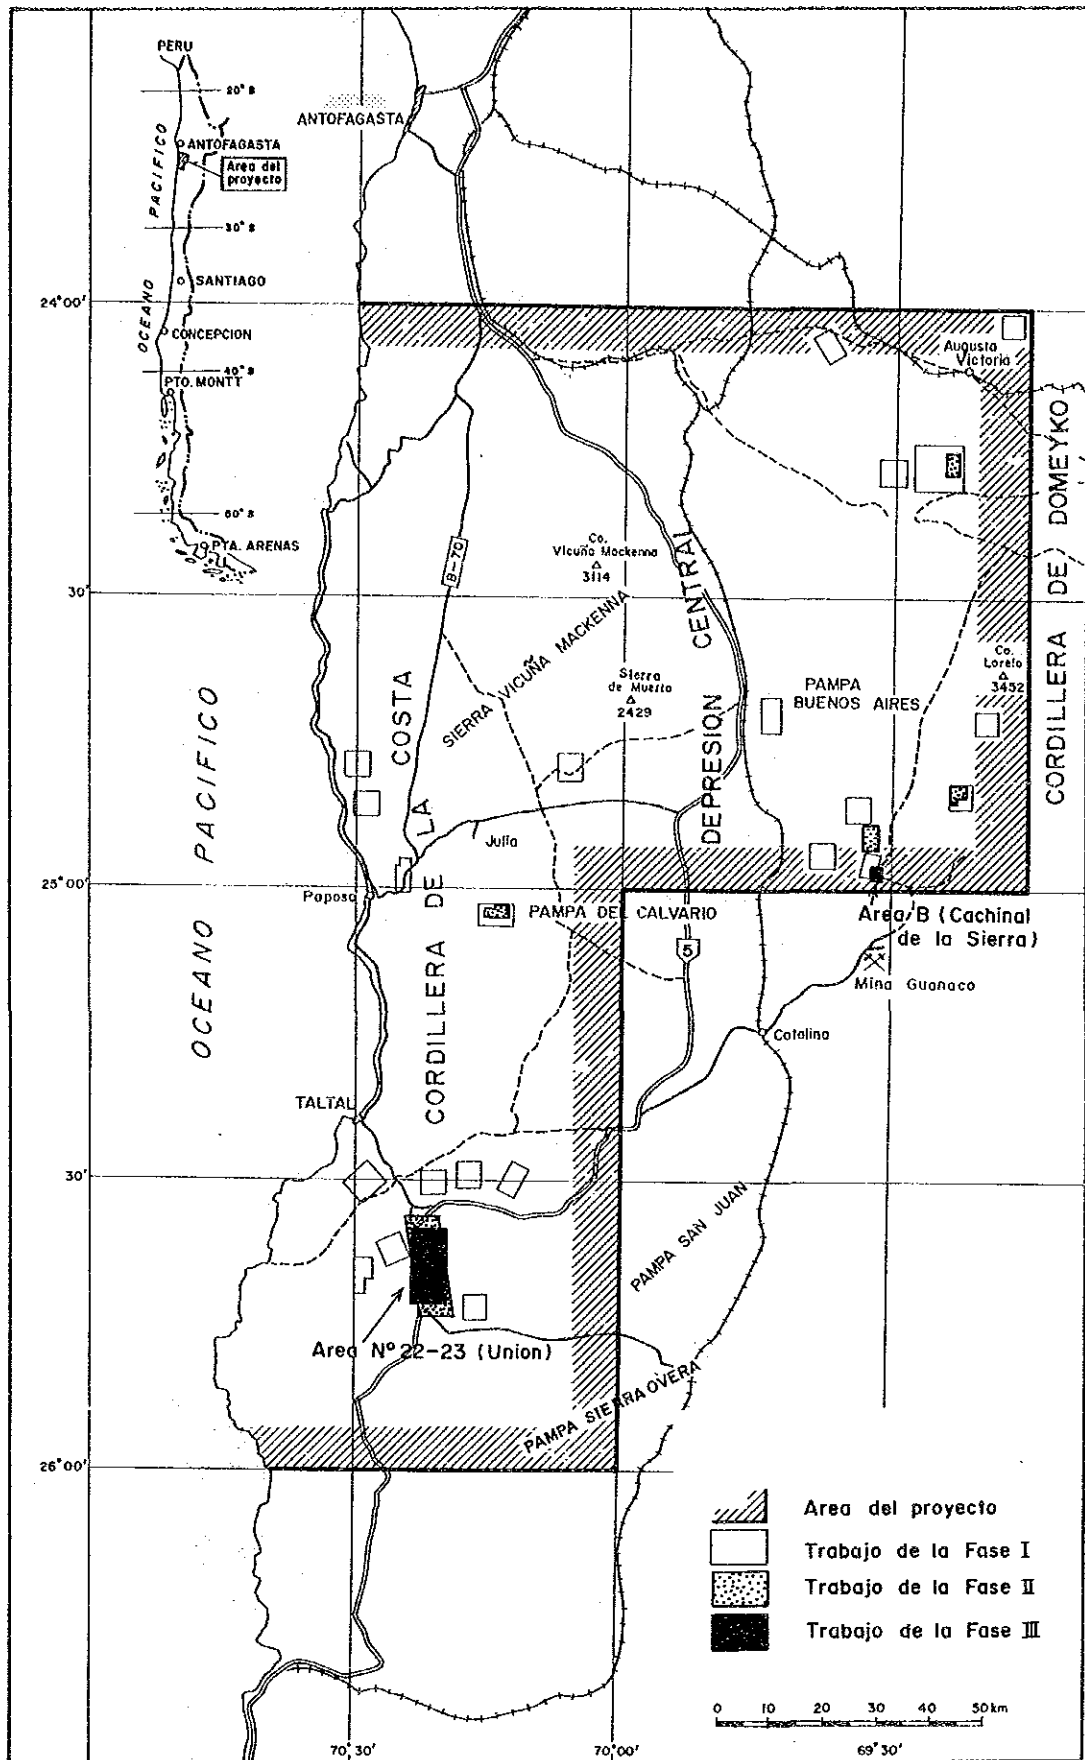 PERU
20° S
ANTOFAGASTA
Area del
proyecto
OCEANO PACIFICO
30° S
SANTIAGO
CONCEPCION
40° S
PTO. MONTT
60° S
PTA. ARENAS
ANTOFAGASTA
24°00'
Augusta
Victoria
CORDILLERA DE DOMEYKO
B-70
Co.
Vicuña Mackenna
3114
30'
SIERRA VICUÑA MACKENNA
DEPRESION CENTRAL
Sierra
de Muerto
2429
PAMPA
BUENOS AIRES
Co.
Loreto
3452
OCEANO PACIFICO
CORDILLERA DE LA COSTA
Julia
25°00'
Paposo
PAMPA DEL CALVARIO
Area B (Cachinal
de la Sierra)
5
Mina Guanaco
Catalina
TALTAL
30'
PAMPA SAN JUAN
Area N° 22-23 (Union)
PAMPA SIERRA OVERA
26°00'
Area del proyecto
Trabajo de la Fase I
Trabajo de la Fase II
Trabajo de la Fase III
0 10 20 30 40 50km
70°30' 70°00' 69°30'